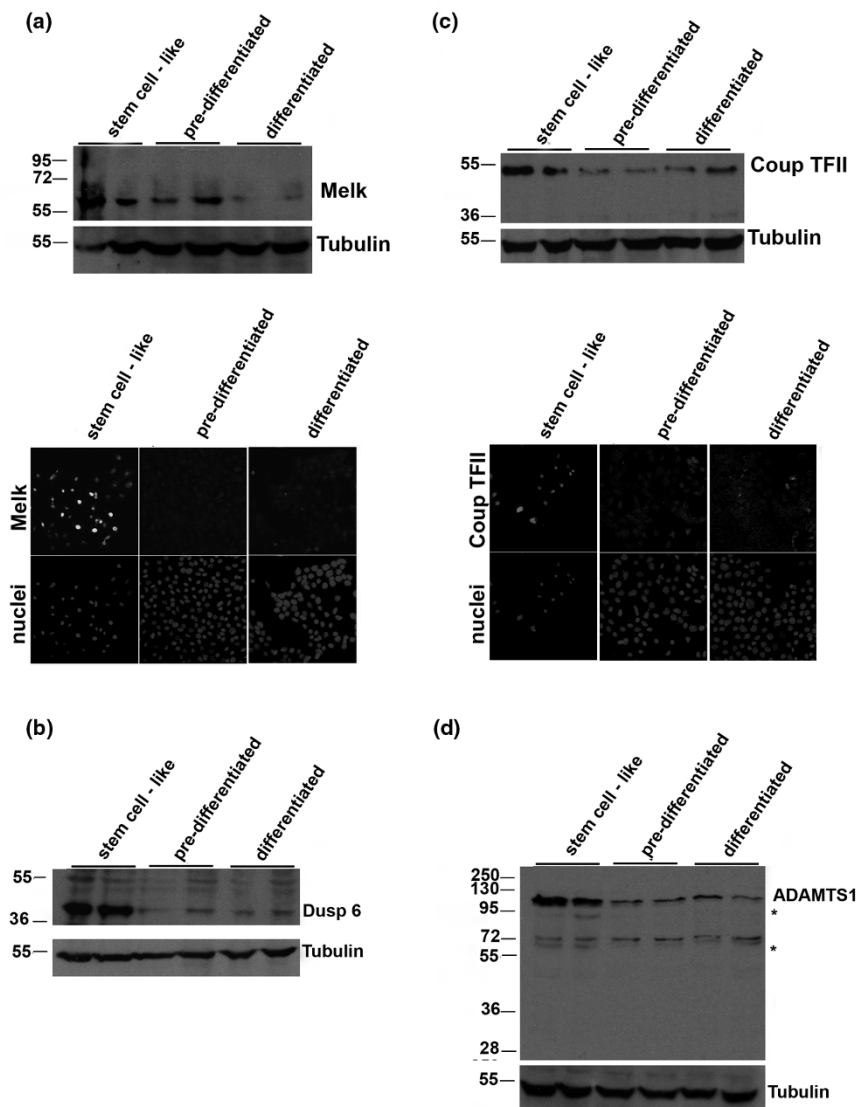 (a)
stem cell - like
pre-differentiated
differentiated
95
72
55
Melk
55
Tubulin
stem cell - like
pre-differentiated
differentiated
Melk
nuclei
(c)
stem cell - like
pre-differentiated
differentiated
55
36
Coup TFII
55
Tubulin
stem cell - like
pre-differentiated
differentiated
Coup TFII
nuclei
(b)
stem cell - like
pre-differentiated
differentiated
55
36
Dusp 6
55
Tubulin
(d)
stem cell - like
pre-differentiated
differentiated
250
130
95
72
55
36
28
ADAMTS1
*
*
55
Tubulin